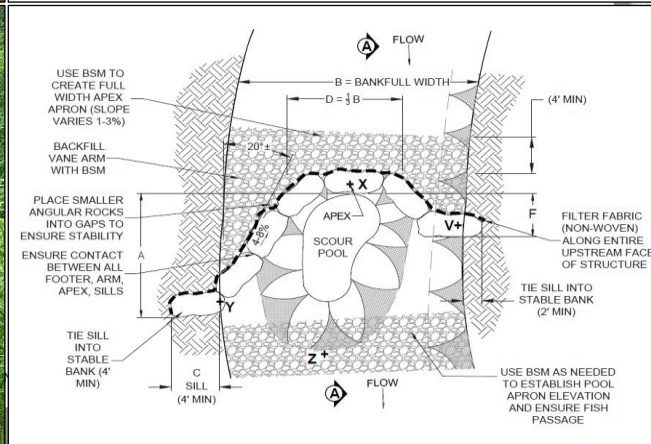 A
FLOW
B = BANKFULL WIDTH
D = ⅓ B
(4' MIN)
USE BSM TO
CREATE FULL
WIDTH APEX
APRON (SLOPE
VARIES 1-3%)
20°±
BACKFILL
VANE ARM
WITH BSM
PLACE SMALLER
ANGULAR ROCKS
INTO GAPS TO
ENSURE STABILITY
+X
APEX
F
V+
FILTER FABRIC
(NON-WOVEN)
ALONG ENTIRE
UPSTREAM FACE
OF STRUCTURE
A
4-8%
SCOUR
POOL
ENSURE CONTACT
BETWEEN ALL
FOOTER, ARM,
APEX, SILLS
TIE SILL INTO
STABLE BANK
(2' MIN)
+Y
TIE SILL
INTO
STABLE
BANK (4'
MIN)
Z+
C
SILL
(4' MIN)
USE BSM AS NEEDED
TO ESTABLISH POOL
APRON ELEVATION
AND ENSURE FISH
PASSAGE
A
FLOW